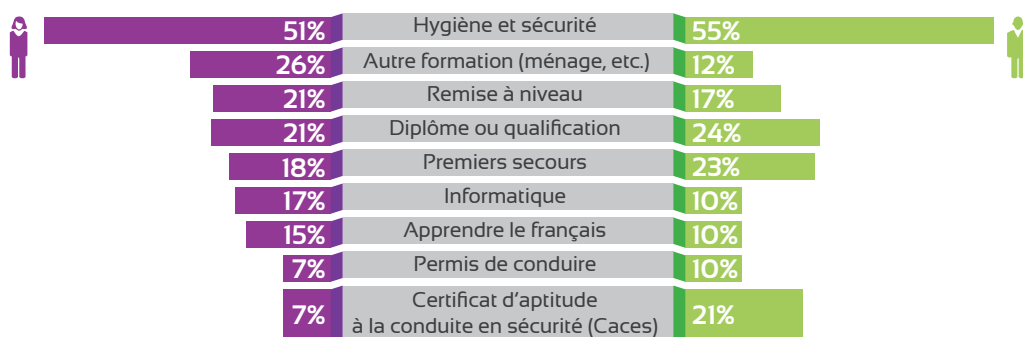 51% Hygiène et sécurité 55%
26% Autre formation (ménage, etc.) 12%
21% Remise à niveau 17%
21% Diplôme ou qualification 24%
18% Premiers secours 23%
17% Informatique 10%
15% Apprendre le français 10%
7% Permis de conduire 10%
7% Certificat d'aptitude
à la conduite en sécurité (Caces) 21%